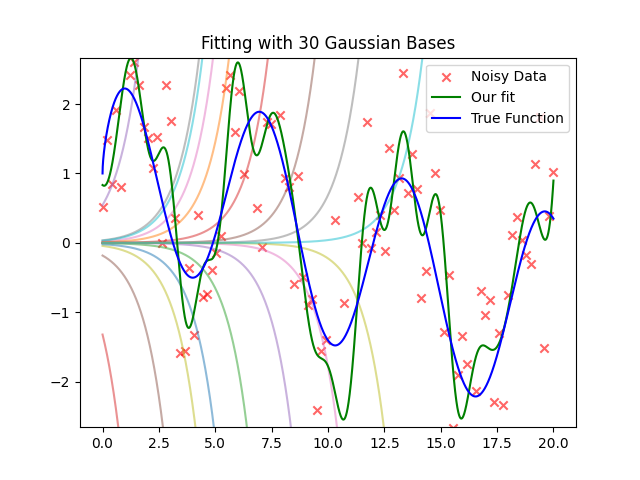 Fitting with 30 Gaussian Bases
Noisy Data
Our fit
True Function
2
1
0
−1
−2
0.0 2.5 5.0 7.5 10.0 12.5 15.0 17.5 20.0